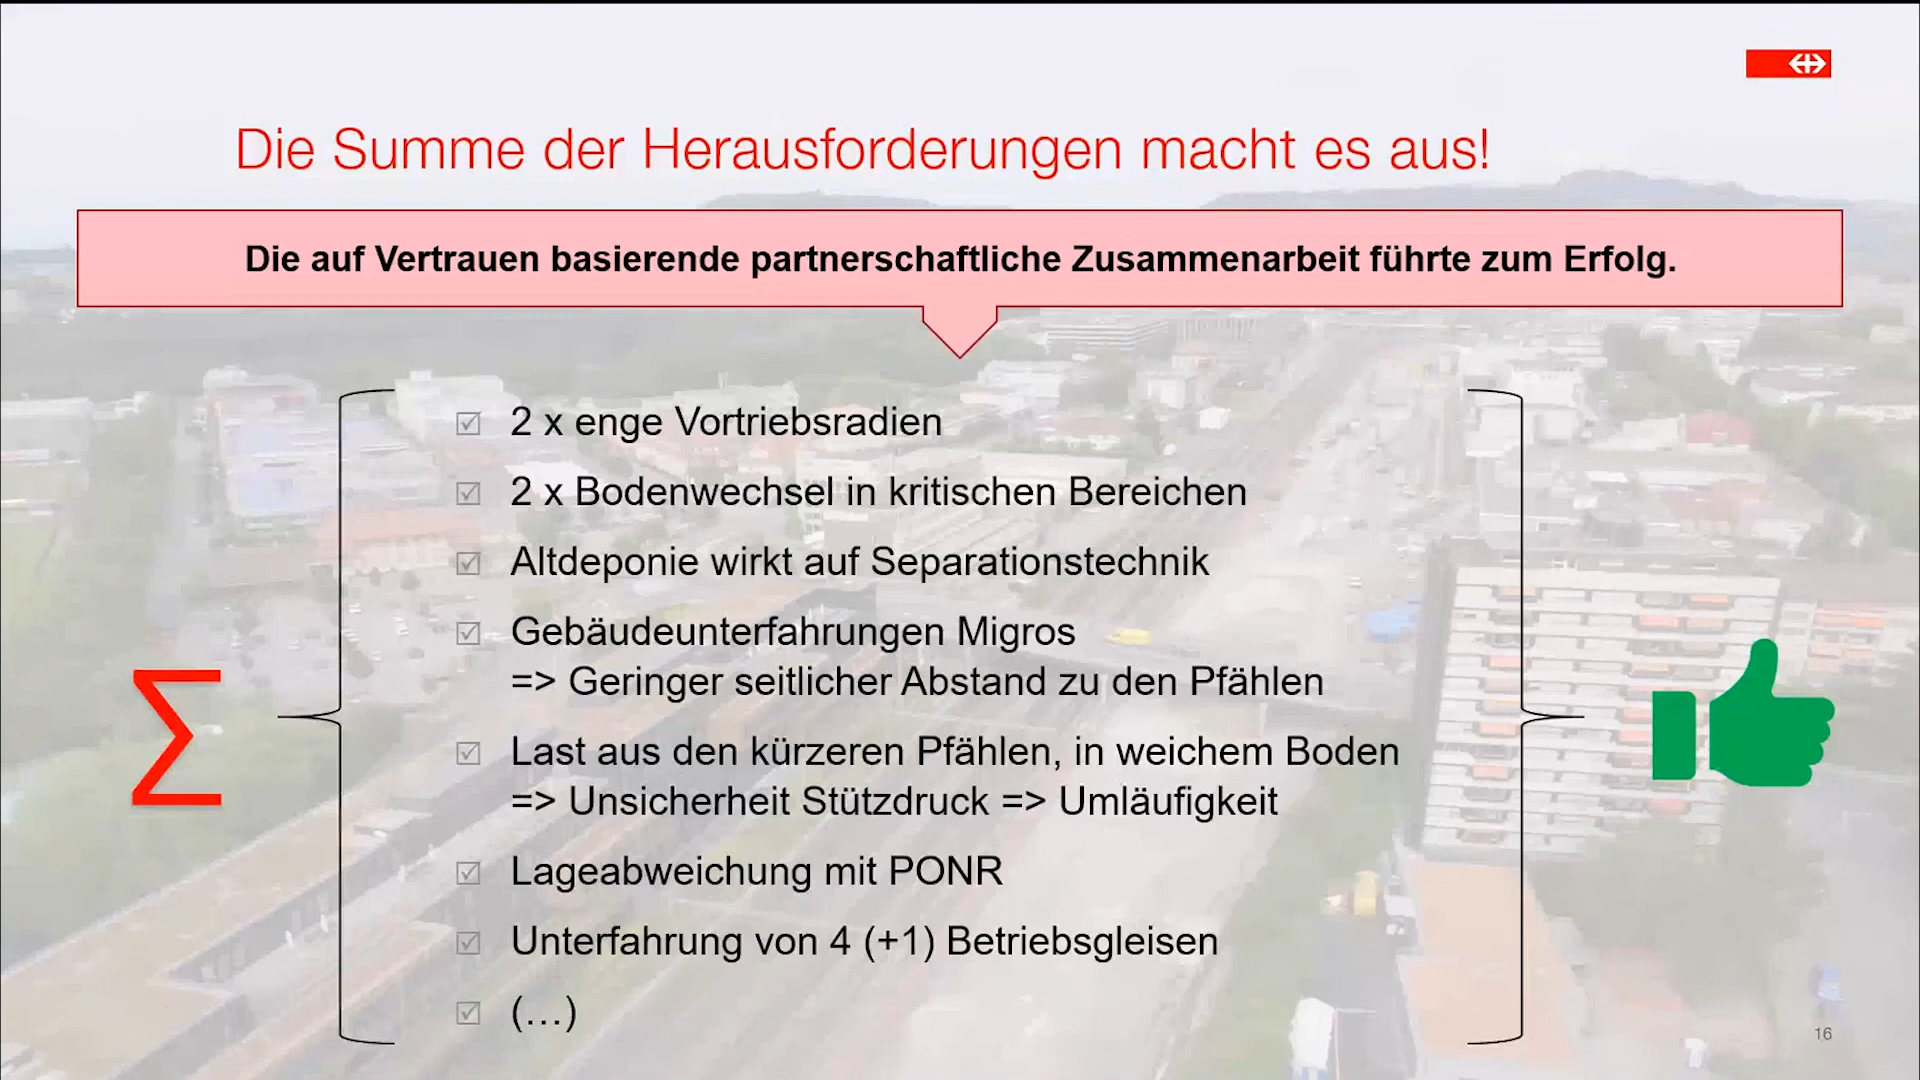 Die Summe der Herausforderungen macht es aus!
Die auf Vertrauen basierende partnerschaftliche Zusammenarbeit führte zum Erfolg.
2 x enge Vortriebsradien
2 x Bodenwechsel in kritischen Bereichen
Altdeponie wirkt auf Separationstechnik
Gebäudeunterfahrungen Migros
=> Geringer seitlicher Abstand zu den Pfählen
Last aus den kürzeren Pfählen, in weichem Boden
=> Unsicherheit Stützdruck => Umläufigkeit
Lageabweichung mit PONR
Unterfahrung von 4 (+1) Betriebsgleisen
(…)
Σ
16